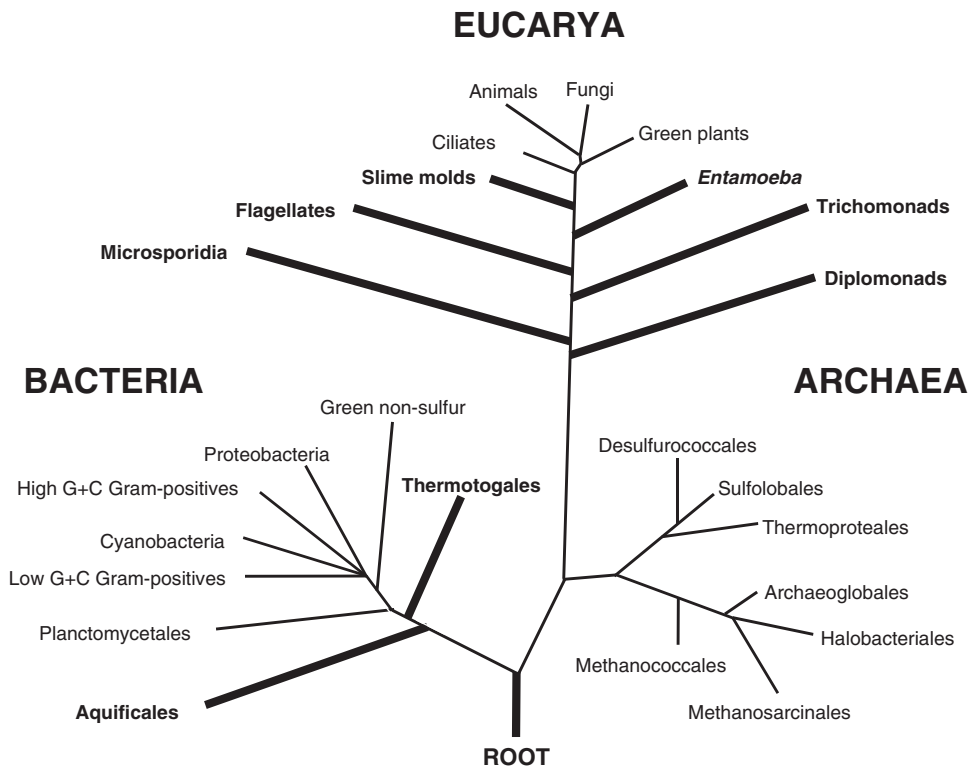 EUCARYA
Animals
Fungi
Ciliates
Green plants
Slime molds
Entamoeba
Flagellates
Trichomonads
Microsporidia
Diplomonads
BACTERIA
ARCHAEA
Green non-sulfur
Proteobacteria
High G+C Gram-positives
Thermotogales
Cyanobacteria
Low G+C Gram-positives
Planctomycetales
Aquificales
Desulfurococcales
Sulfolobales
Thermoproteales
Archaeoglobales
Halobacteriales
Methanococcales
Methanosarcinales
ROOT